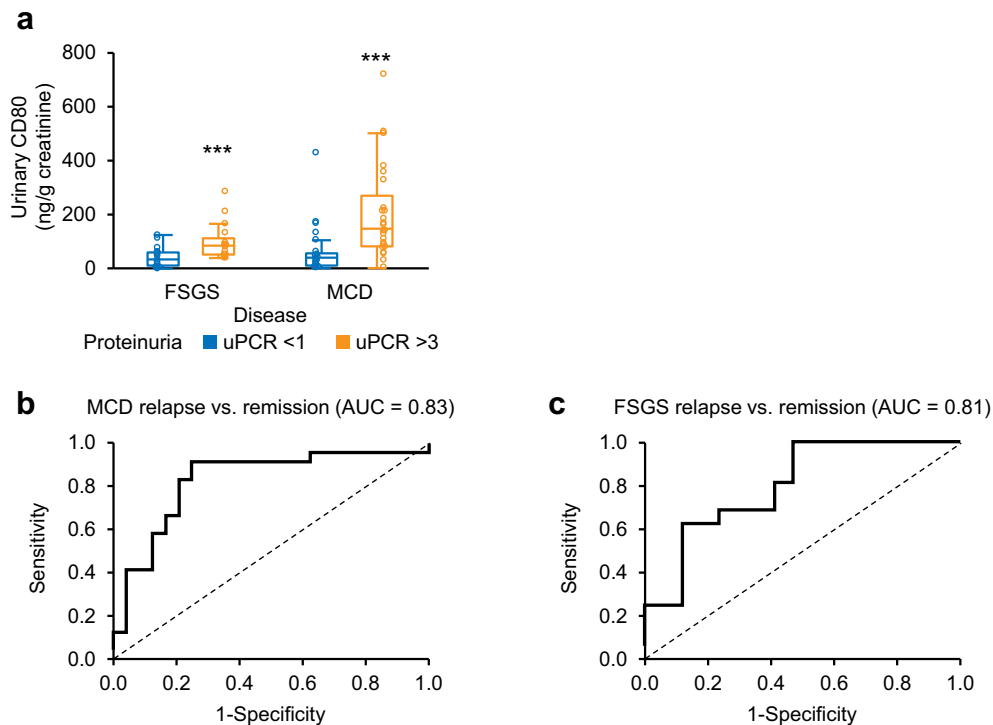 a
Urinary CD80
(ng/g creatinine)
800
600
400
200
0
***
***
FSGS
MCD
Disease
Proteinuria uPCR <1 uPCR >3
b
MCD relapse vs. remission (AUC = 0.83)
Sensitivity
1.0
0.8
0.6
0.4
0.2
0.0
0.0 0.2 0.4 0.6 0.8 1.0
1-Specificity
c
FSGS relapse vs. remission (AUC = 0.81)
Sensitivity
1.0
0.8
0.6
0.4
0.2
0.0
0.0 0.2 0.4 0.6 0.8 1.0
1-Specificity